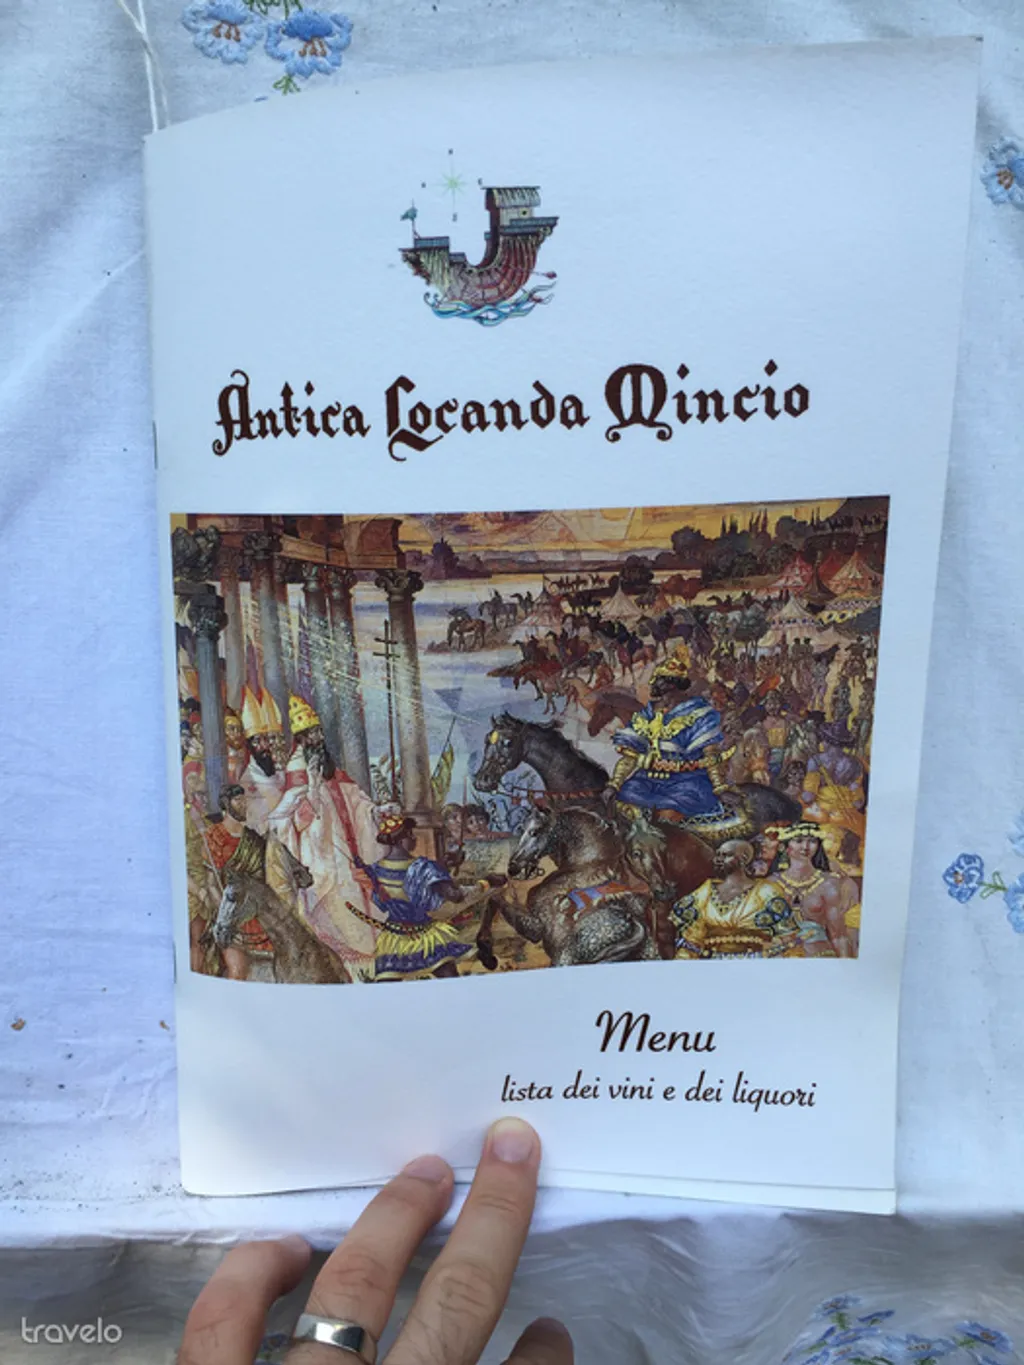 Antica Locanda Mincio
Menu
lista dei vini e dei liquori
travelo